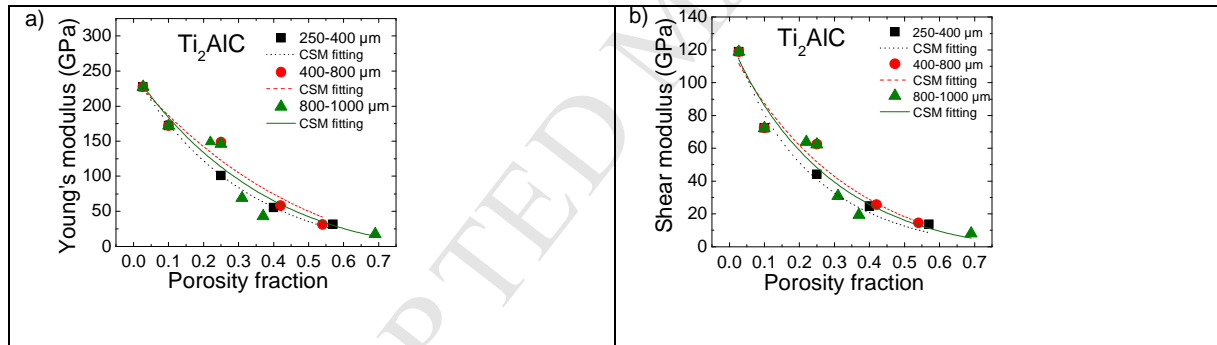 a)
Ti2AlC
250-400 µm
CSM fitting
400-800 µm
CSM fitting
800-1000 µm
CSM fitting
300
250
200
150
100
50
0
Young's modulus (GPa)
0.0 0.1 0.2 0.3 0.4 0.5 0.6 0.7
Porosity fraction
b)
Ti2AlC
250-400 µm
CSM fitting
400-800 µm
CSM fitting
800-1000 µm
CSM fitting
140
120
100
80
60
40
20
0
Shear modulus (GPa)
0.0 0.1 0.2 0.3 0.4 0.5 0.6 0.7
Porosity fraction
PTED M